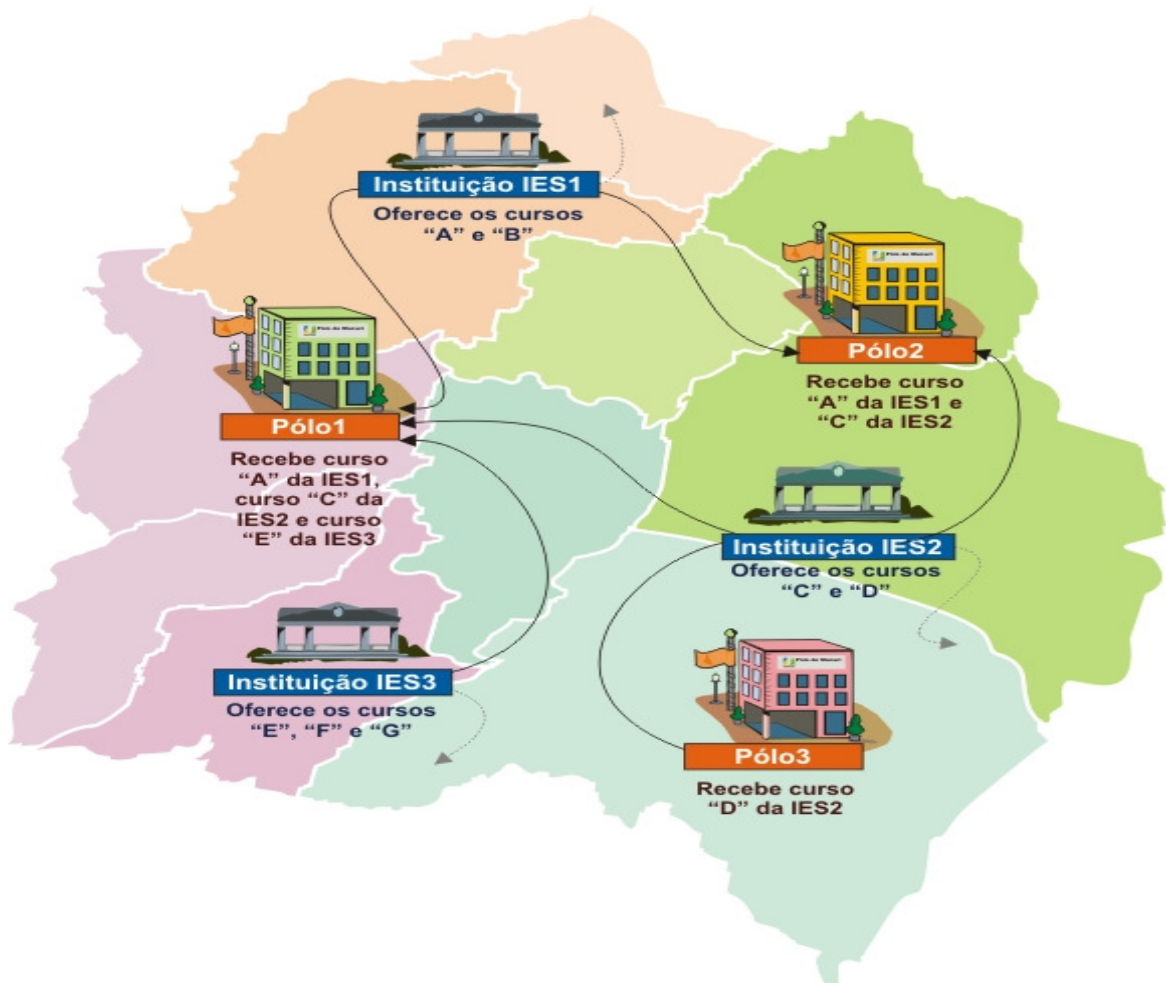 Instituição IES1
Oferece os cursos
“A” e “B”
Pólo2
Recebe curso
“A” da IES1 e
“C” da IES2
Pólo1
Recebe curso
“A” da IES1,
curso “C” da
IES2 e curso
“E” da IES3
Instituição IES2
Oferece os cursos
“C” e “D”
Instituição IES3
Oferece os cursos
“E”, “F” e “G”
Pólo3
Recebe curso
“D” da IES2